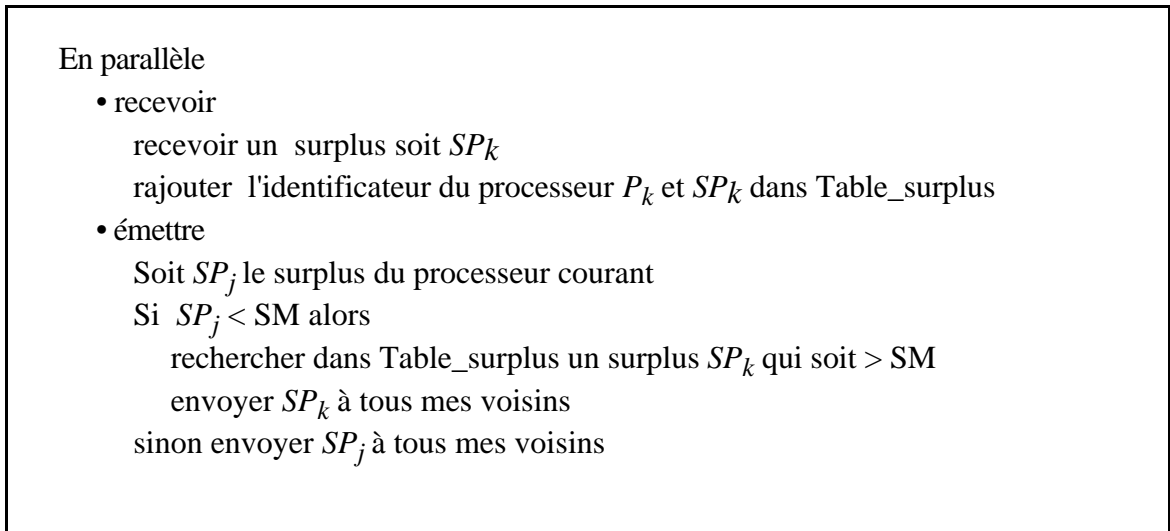 En parallèle
• recevoir
recevoir un surplus soit SPk
rajouter l'identificateur du processeur Pk et SPk dans Table_surplus
• émettre
Soit SPj le surplus du processeur courant
Si SPj < SM alors
rechercher dans Table_surplus un surplus SPk qui soit > SM
envoyer SPk à tous mes voisins
sinon envoyer SPj à tous mes voisins